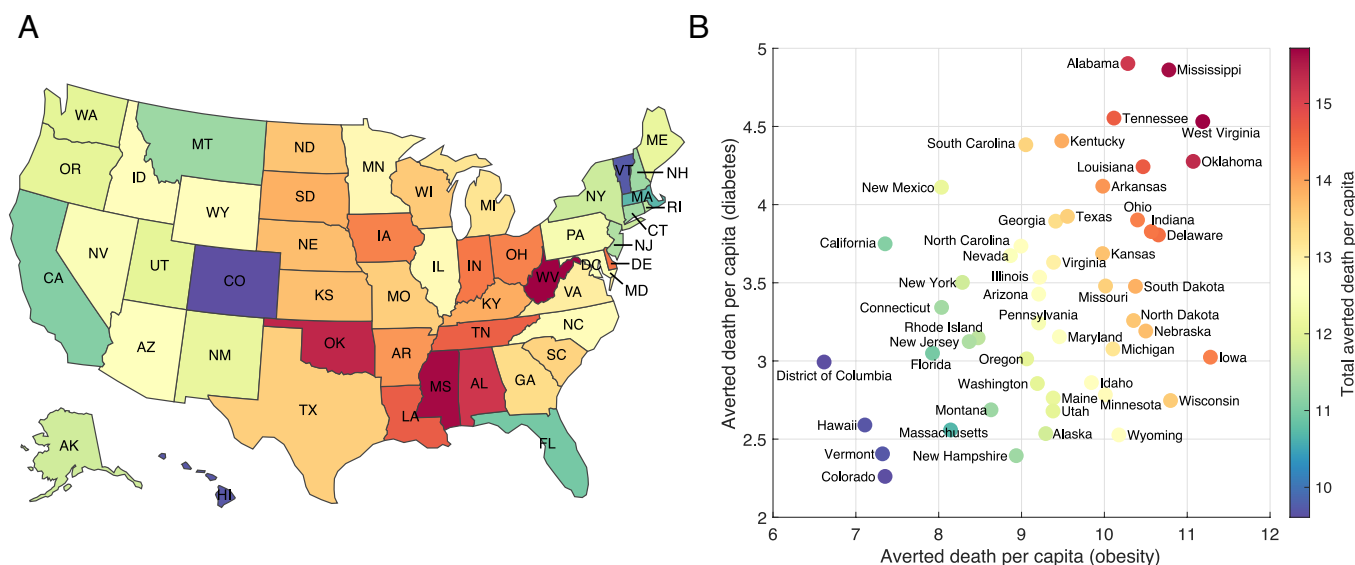 A
WA
OR
CA
NV
ID
MT
WY
UT
CO
AZ
NM
ND
SD
NE
KS
OK
TX
MN
IA
MO
AR
LA
WI
IL
MI
IN
OH
KY
TN
MS
AL
GA
FL
SC
NC
VA
WV
PA
NY
VT
ME
NH
MA
RI
CT
NJ
DE
DC
MD
AK
HI
B
Averted death per capita (diabetes)
5
4.5
4
3.5
3
2.5
2
Alabama
Mississippi
Tennessee
West Virginia
South Carolina
Kentucky
Louisiana
Oklahoma
New Mexico
Arkansas
Ohio
Georgia
Texas
Indiana
Delaware
California
North Carolina
Nevada
Kansas
Virginia
New York
Illinois
Arizona
Missouri
South Dakota
Connecticut
Pennsylvania
North Dakota
Rhode Island
New Jersey
Maryland
Nebraska
Florida
Oregon
Michigan
Iowa
District of Columbia
Washington
Idaho
Maine
Minnesota
Wisconsin
Montana
Utah
Hawaii
Massachusetts
Alaska
Wyoming
Vermont
New Hampshire
Colorado
6
7
8
9
10
11
12
Averted death per capita (obesity)
15
14
13
12
11
10
Total averted death per capita